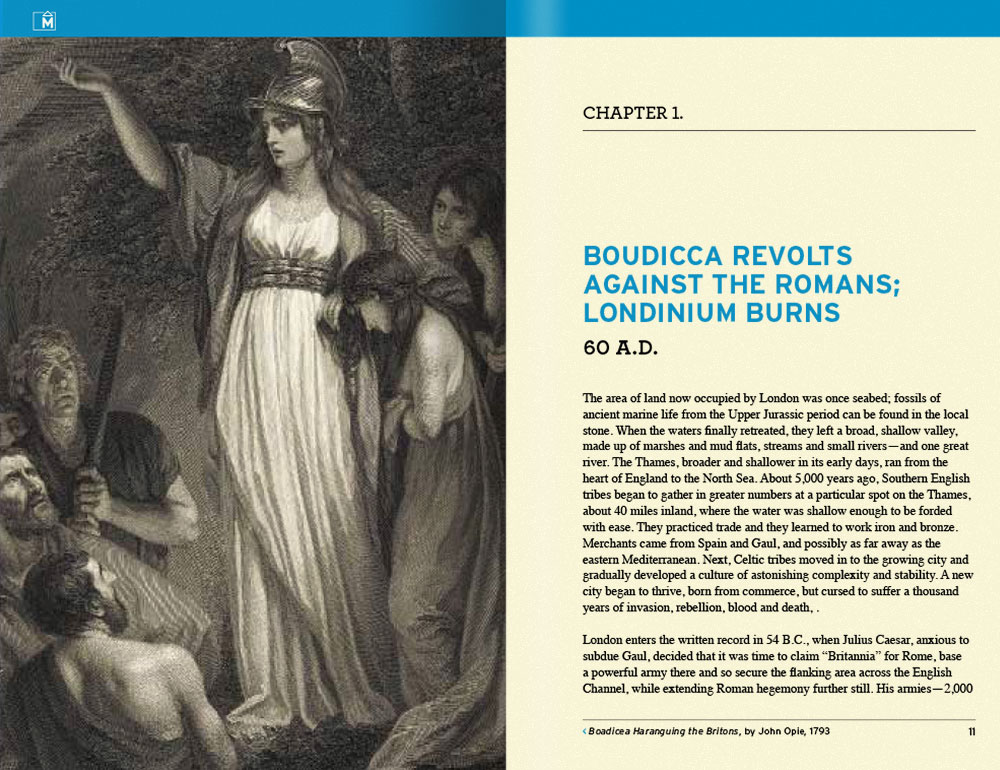 M
CHAPTER 1.
BOUDICCA REVOLTS
AGAINST THE ROMANS;
LONDINIUM BURNS
60 A.D.
The area of land now occupied by London was once seabed; fossils of
ancient marine life from the Upper Jurassic period can be found in the local
stone. When the waters finally retreated, they left a broad, shallow valley,
made up of marshes and mud flats, streams and small rivers—and one great
river. The Thames, broader and shallower in its early days, ran from the
heart of England to the North Sea. About 5,000 years ago, Southern English
tribes began to gather in greater numbers at a particular spot on the Thames,
about 40 miles inland, where the water was shallow enough to be forded
with ease. They practiced trade and they learned to work iron and bronze.
Merchants came from Spain and Gaul, and possibly as far away as the
eastern Mediterranean. Next, Celtic tribes moved in to the growing city and
gradually developed a culture of astonishing complexity and stability. A new
city began to thrive, born from commerce, but cursed to suffer a thousand
years of invasion, rebellion, blood and death, .
London enters the written record in 54 B.C., when Julius Caesar, anxious to
subdue Gaul, decided that it was time to claim “Britannia” for Rome, base
a powerful army there and so secure the flanking area across the English
Channel, while extending Roman hegemony further still. His armies—2,000
‹ Boadicea Haranguing the Britons, by John Opie, 1793
11